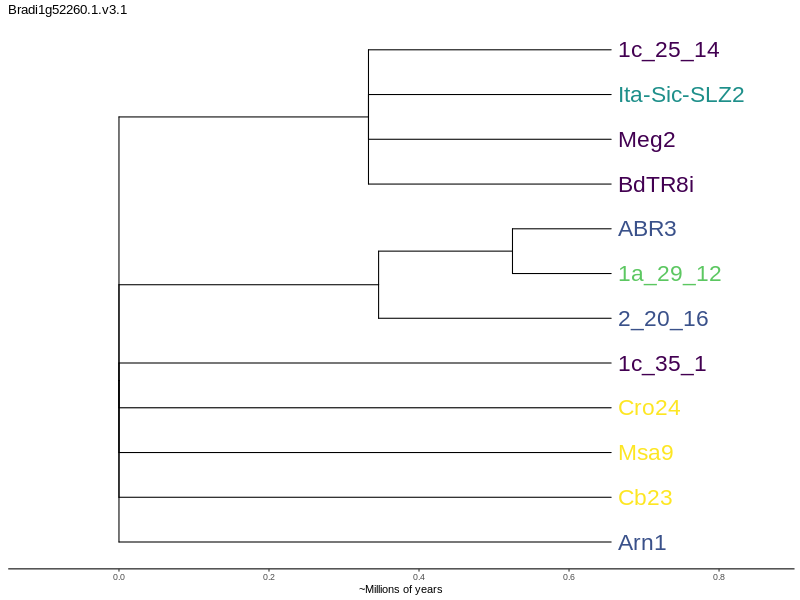 Bradi1g52260.1.v3.1
1c_25_14
Ita-Sic-SLZ2
Meg2
BdTR8i
ABR3
1a_29_12
2_20_16
1c_35_1
Cro24
Msa9
Cb23
Arn1
0.0 0.2 0.4 0.6 0.8
~Millions of years